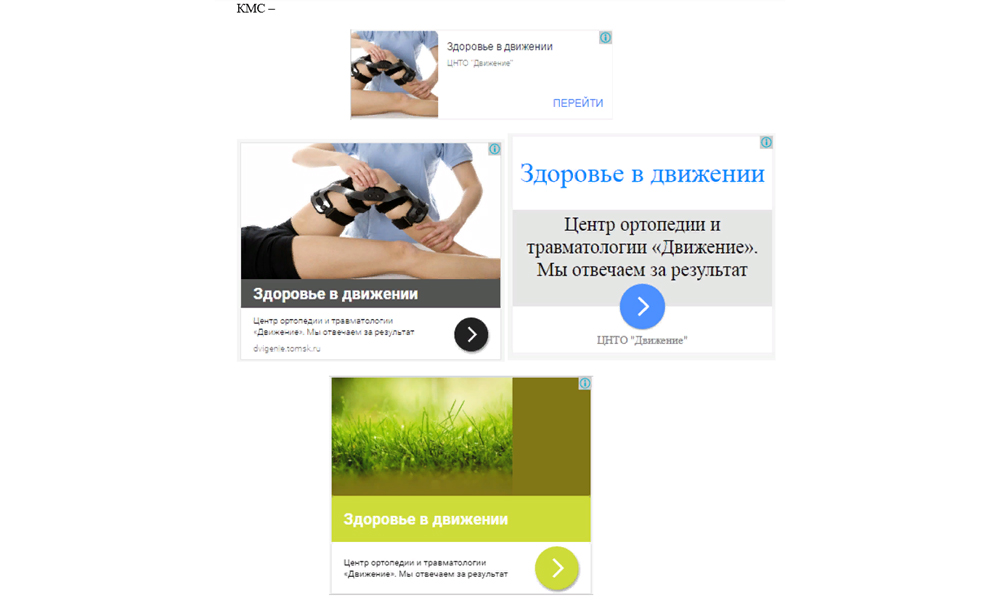 КМС –
Здоровье в движении
ЦНТО "Движение"
ПЕРЕЙТИ
Здоровье в движении
Центр ортопедии и травматологии
«Движение». Мы отвечаем за результат
dvigenie.tomsk.ru
Здоровье в движении
Центр ортопедии и
травматологии «Движение».
Мы отвечаем за результат
ЦНТО "Движение"
Здоровье в движении
Центр ортопедии и травматологии
«Движение». Мы отвечаем за результат